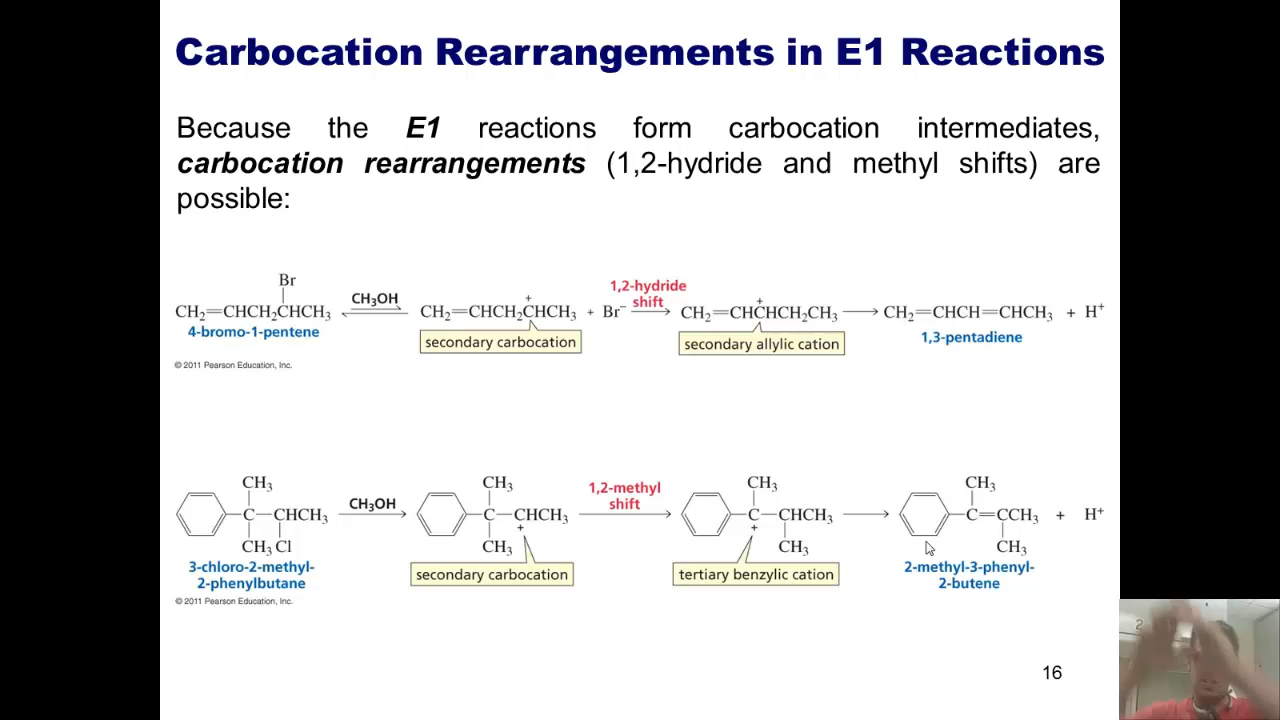 Carbocation Rearrangements in E1 Reactions
Because the E1 reactions form carbocation intermediates,
carbocation rearrangements (1,2-hydride and methyl shifts) are
possible:
Br
CH₂=CHCH₂CHCH₃
4-bromo-1-pentene
CH₃OH
+
CH₂=CHCH₂CHCH₃ + Br⁻
secondary carbocation
1,2-hydride
shift
+
CH₂=CHCHCH₂CH₃
secondary allylic cation
CH₂=CHCH=CHCH₃ + H⁺
1,3-pentadiene
© 2011 Pearson Education, Inc.
CH₃
C—CHCH₃
CH₃ Cl
3-chloro-2-methyl-
2-phenylbutane
CH₃OH
CH₃
C—CHCH₃
+
CH₃
secondary carbocation
1,2-methyl
shift
CH₃
C—CHCH₃
+
CH₃
tertiary benzylic cation
CH₃
C=CCH₃ + H⁺
CH₃
2-methyl-3-phenyl-
2-butene
© 2011 Pearson Education, Inc.
16
2